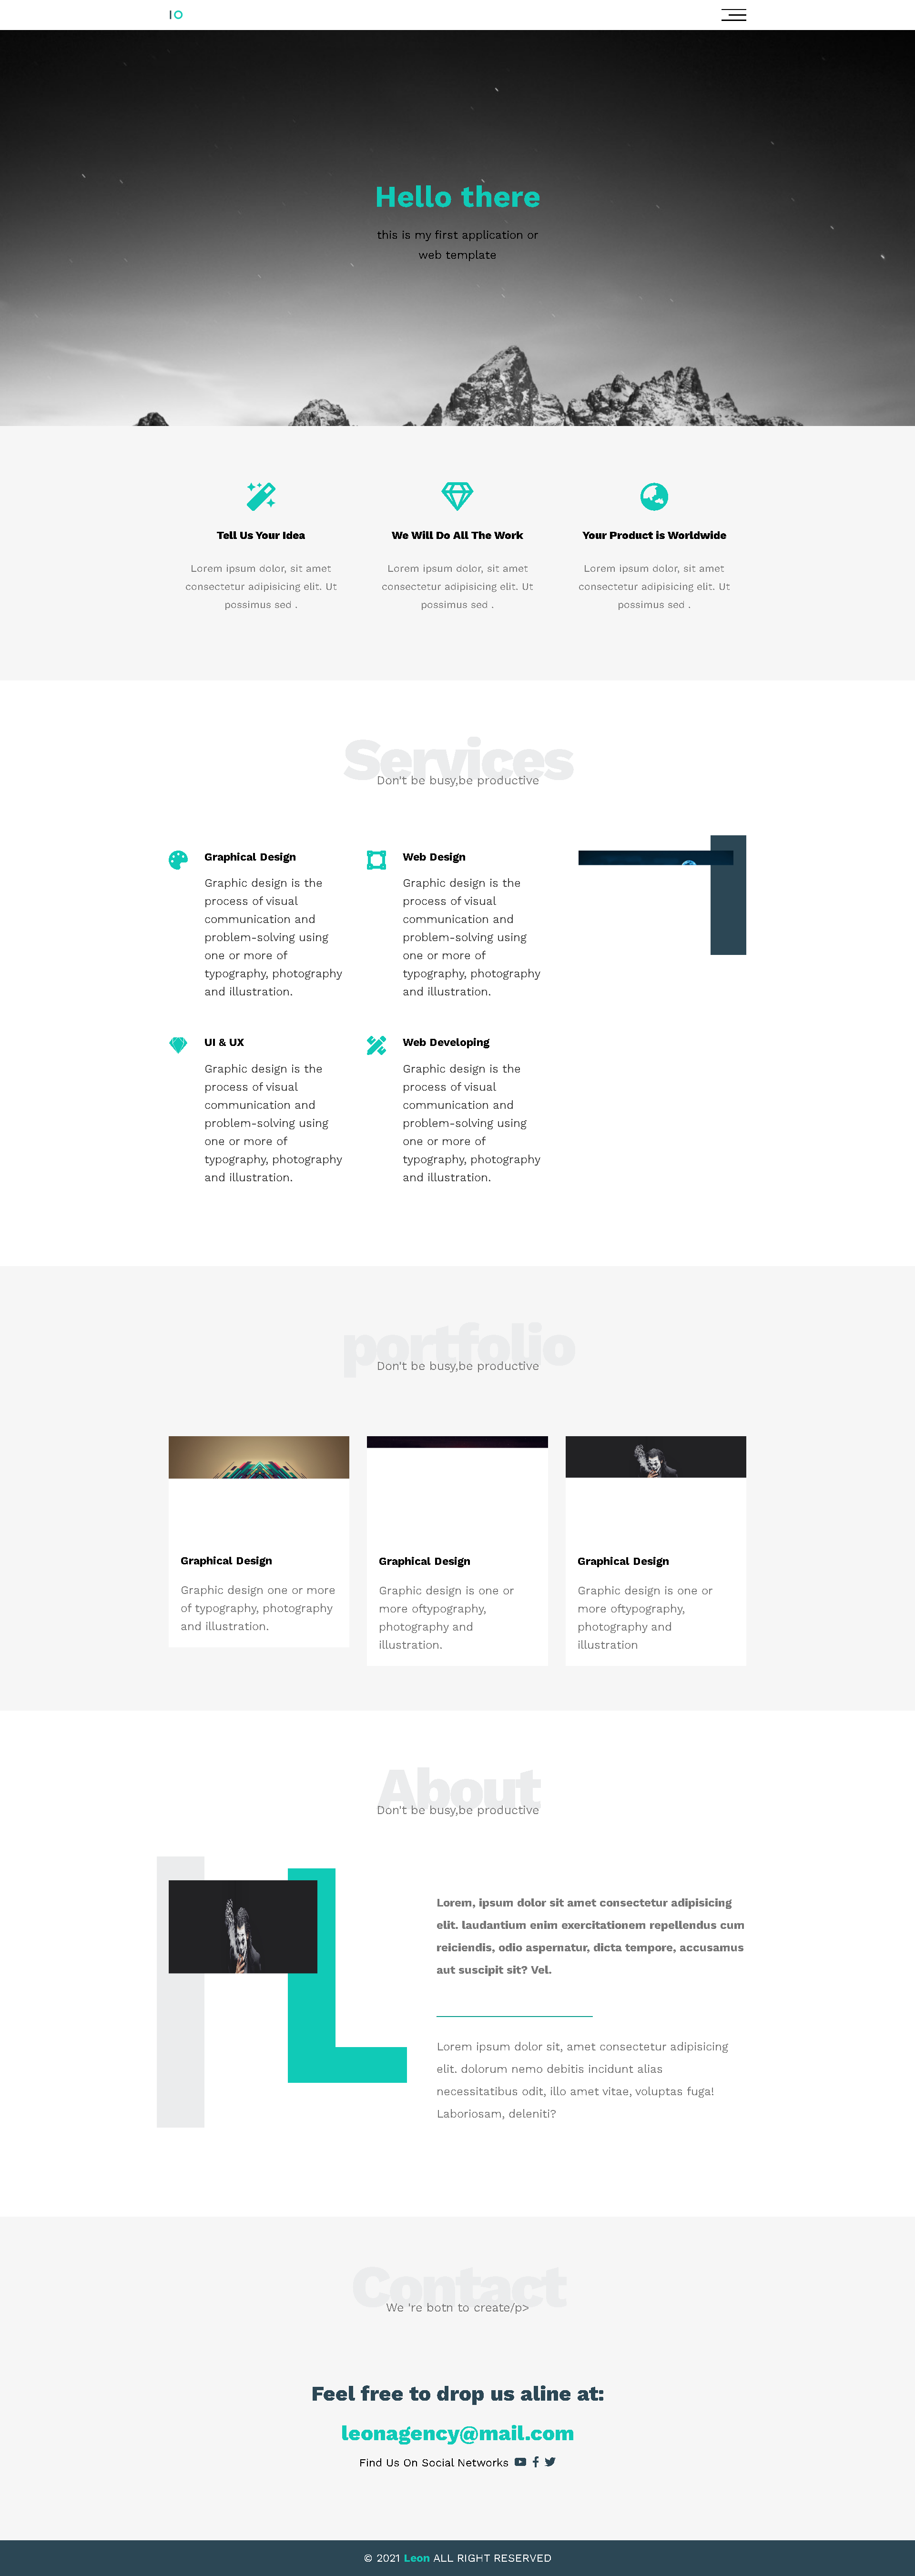 IO
Hello there
this is my first application or
web template
Tell Us Your Idea
Lorem ipsum dolor, sit amet
consectetur adipisicing elit. Ut
possimus sed .
We Will Do All The Work
Lorem ipsum dolor, sit amet
consectetur adipisicing elit. Ut
possimus sed .
Your Product is Worldwide
Lorem ipsum dolor, sit amet
consectetur adipisicing elit. Ut
possimus sed .
Services
Don't be busy,be productive
Graphical Design
Graphic design is the
process of visual
communication and
problem-solving using
one or more of
typography, photography
and illustration.
Web Design
Graphic design is the
process of visual
communication and
problem-solving using
one or more of
typography, photography
and illustration.
UI & UX
Graphic design is the
process of visual
communication and
problem-solving using
one or more of
typography, photography
and illustration.
Web Developing
Graphic design is the
process of visual
communication and
problem-solving using
one or more of
typography, photography
and illustration.
portfolio
Don't be busy,be productive
Graphical Design
Graphic design one or more
of typography, photography
and illustration.
Graphical Design
Graphic design is one or
more oftypography,
photography and
illustration.
Graphical Design
Graphic design is one or
more oftypography,
photography and
illustration
About
Don't be busy,be productive
Lorem, ipsum dolor sit amet consectetur adipisicing
elit. laudantium enim exercitationem repellendus cum
reiciendis, odio aspernatur, dicta tempore, accusamus
aut suscipit sit? Vel.
Lorem ipsum dolor sit, amet consectetur adipisicing
elit. dolorum nemo debitis incidunt alias
necessitatibus odit, illo amet vitae, voluptas fuga!
Laboriosam, deleniti?
Contact
We 're botn to create/p>
Feel free to drop us aline at:
leonagency@mail.com
Find Us On Social Networks
© 2021 Leon ALL RIGHT RESERVED